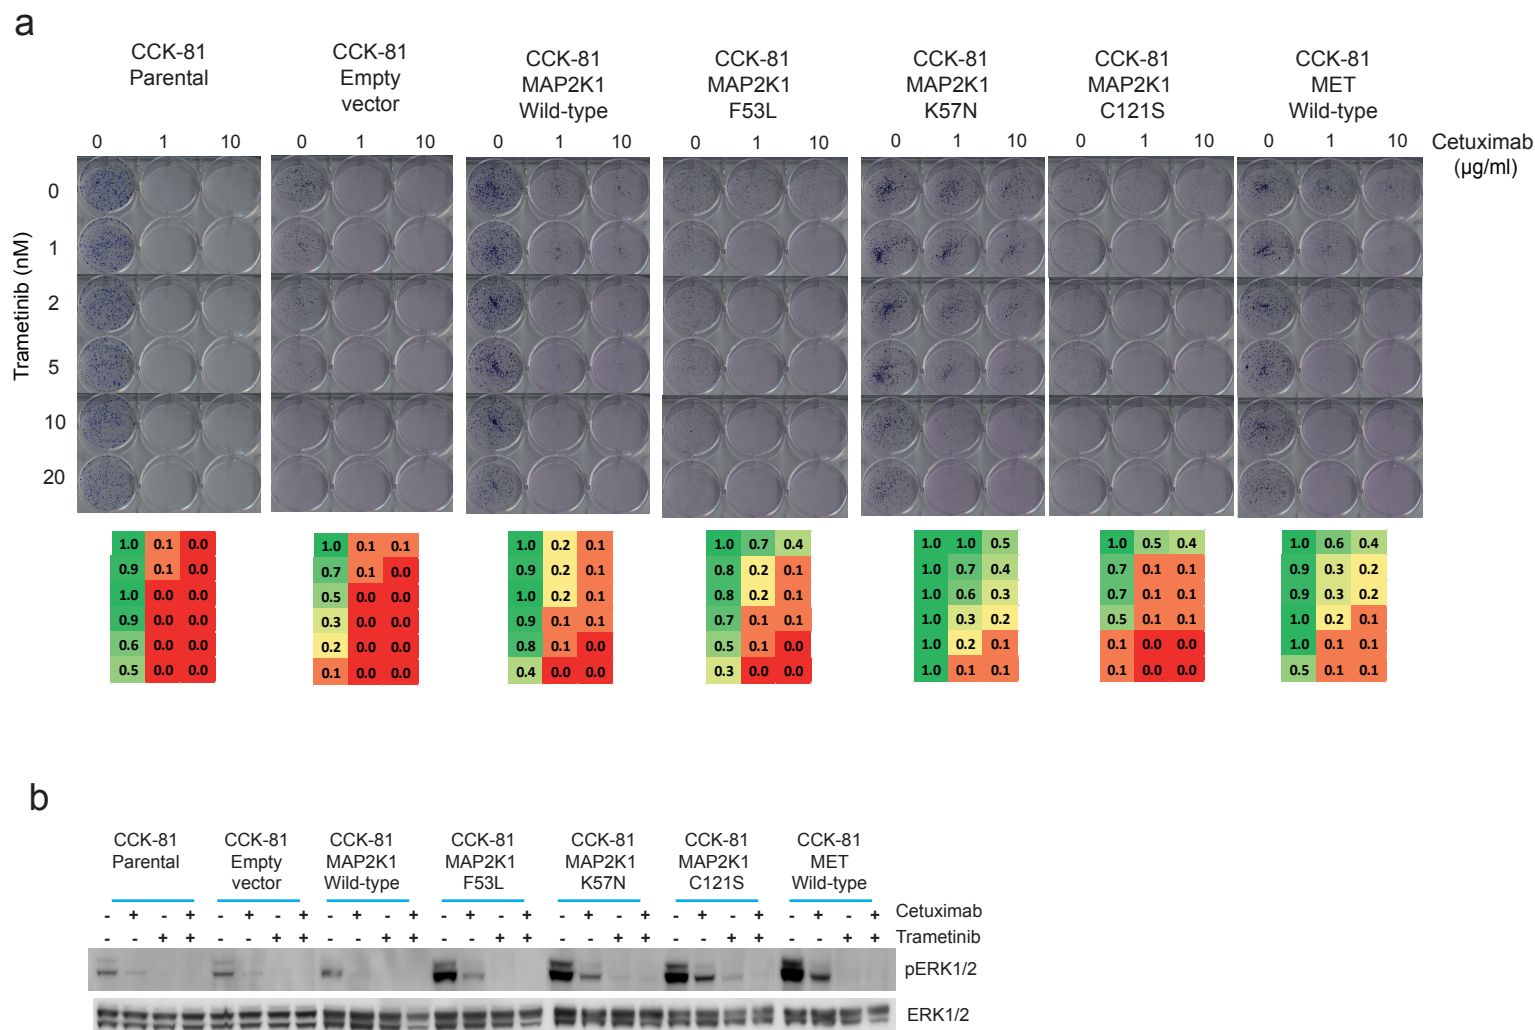 a
CCK-81
Parental
CCK-81
Empty
vector
CCK-81
MAP2K1
Wild-type
CCK-81
MAP2K1
F53L
CCK-81
MAP2K1
K57N
CCK-81
MAP2K1
C121S
CCK-81
MET
Wild-type
0 1 10 0 1 10 0 1 10 0 1 10 0 1 10 0 1 10 0 1 10 Cetuximab
(µg/ml)
Trametinib (nM)
0
1
2
5
10
20
1.0 0.1 0.0
0.9 0.1 0.0
1.0 0.0 0.0
0.9 0.0 0.0
0.6 0.0 0.0
0.5 0.0 0.0
1.0 0.1 0.1
0.7 0.1 0.0
0.5 0.0 0.0
0.3 0.0 0.0
0.2 0.0 0.0
0.1 0.0 0.0
1.0 0.2 0.1
0.9 0.2 0.1
1.0 0.2 0.1
0.9 0.1 0.1
0.8 0.1 0.0
0.4 0.0 0.0
1.0 0.7 0.4
0.8 0.2 0.1
0.8 0.2 0.1
0.7 0.1 0.1
0.5 0.1 0.0
0.3 0.0 0.0
1.0 1.0 0.5
1.0 0.7 0.4
1.0 0.6 0.3
1.0 0.3 0.2
1.0 0.2 0.1
1.0 0.1 0.1
1.0 0.5 0.4
0.7 0.1 0.1
0.7 0.1 0.1
0.5 0.1 0.1
0.1 0.0 0.0
0.1 0.0 0.0
1.0 0.6 0.4
0.9 0.3 0.2
0.9 0.3 0.2
1.0 0.2 0.1
1.0 0.1 0.1
0.5 0.1 0.1
b
CCK-81
Parental
CCK-81
Empty
vector
CCK-81
MAP2K1
Wild-type
CCK-81
MAP2K1
F53L
CCK-81
MAP2K1
K57N
CCK-81
MAP2K1
C121S
CCK-81
MET
Wild-type
- + - + - + - + - + - + - + - + - + - + - + - + - + - + Cetuximab
- - + + - - + + - - + + - - + + - - + + - - + + - - + + Trametinib
pERK1/2
ERK1/2